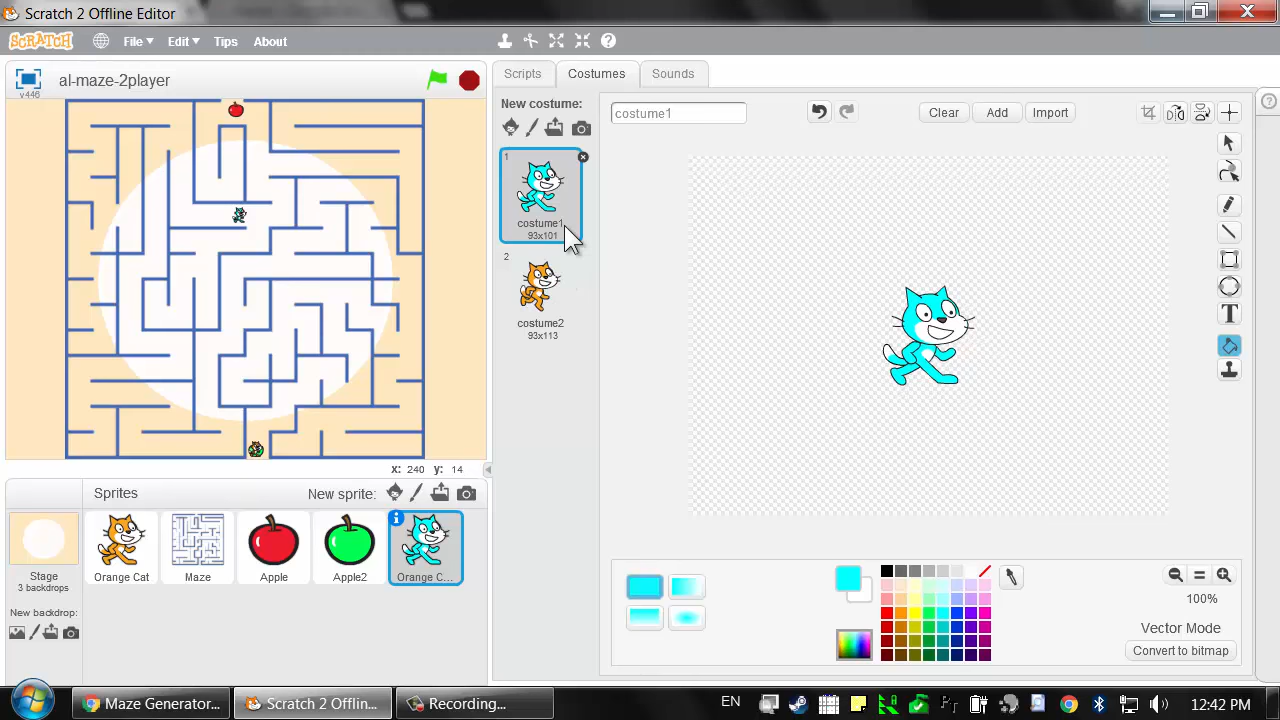 Scratch 2 Offline Editor
SCRATCH File Edit Tips About
v446 al-maze-2player
Scripts Costumes Sounds
New costume:
costume1
Clear Add Import
1
costume1
93x101
2
costume2
93x113
T
x: 240 y: 14
Sprites New sprite:
Stage
3 backdrops
New backdrop:
Orange Cat Maze Apple Apple2 Orange C...
100%
Vector Mode
Convert to bitmap
Maze Generator... Scratch 2 Offlin... Recording... EN 12:42 PM